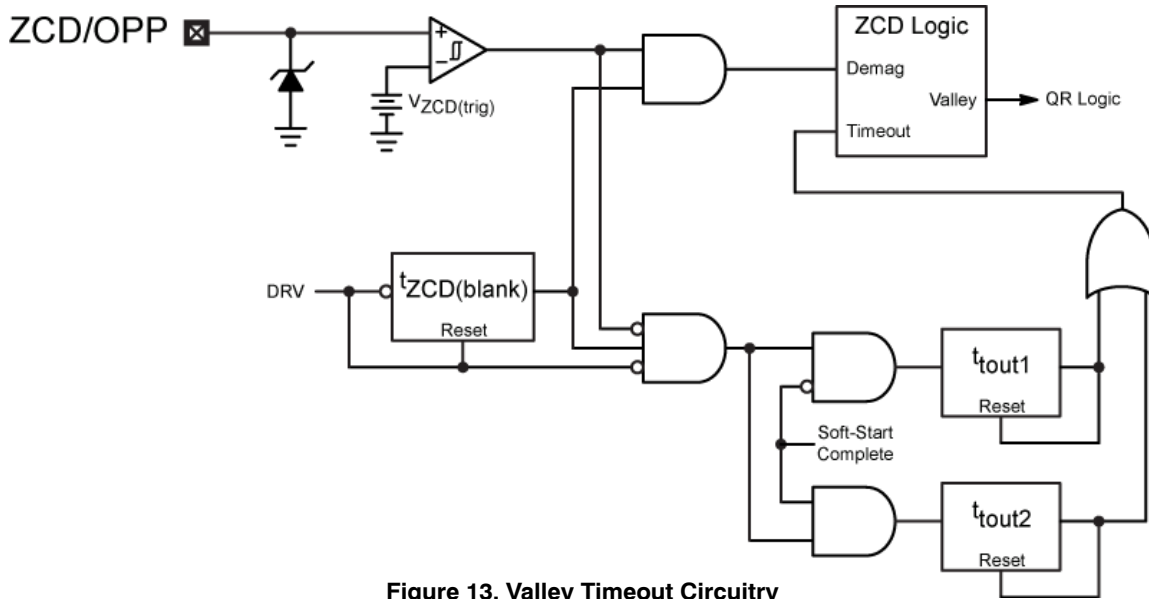 ZCD/OPP
+
−
VZCD(trig)
ZCD Logic
Demag
Valley
QR Logic
Timeout
DRV
tZCD(blank)
Reset
ttout1
Reset
Soft-Start
Complete
ttout2
Reset
Figure 13. Valley Timeout Circuitry